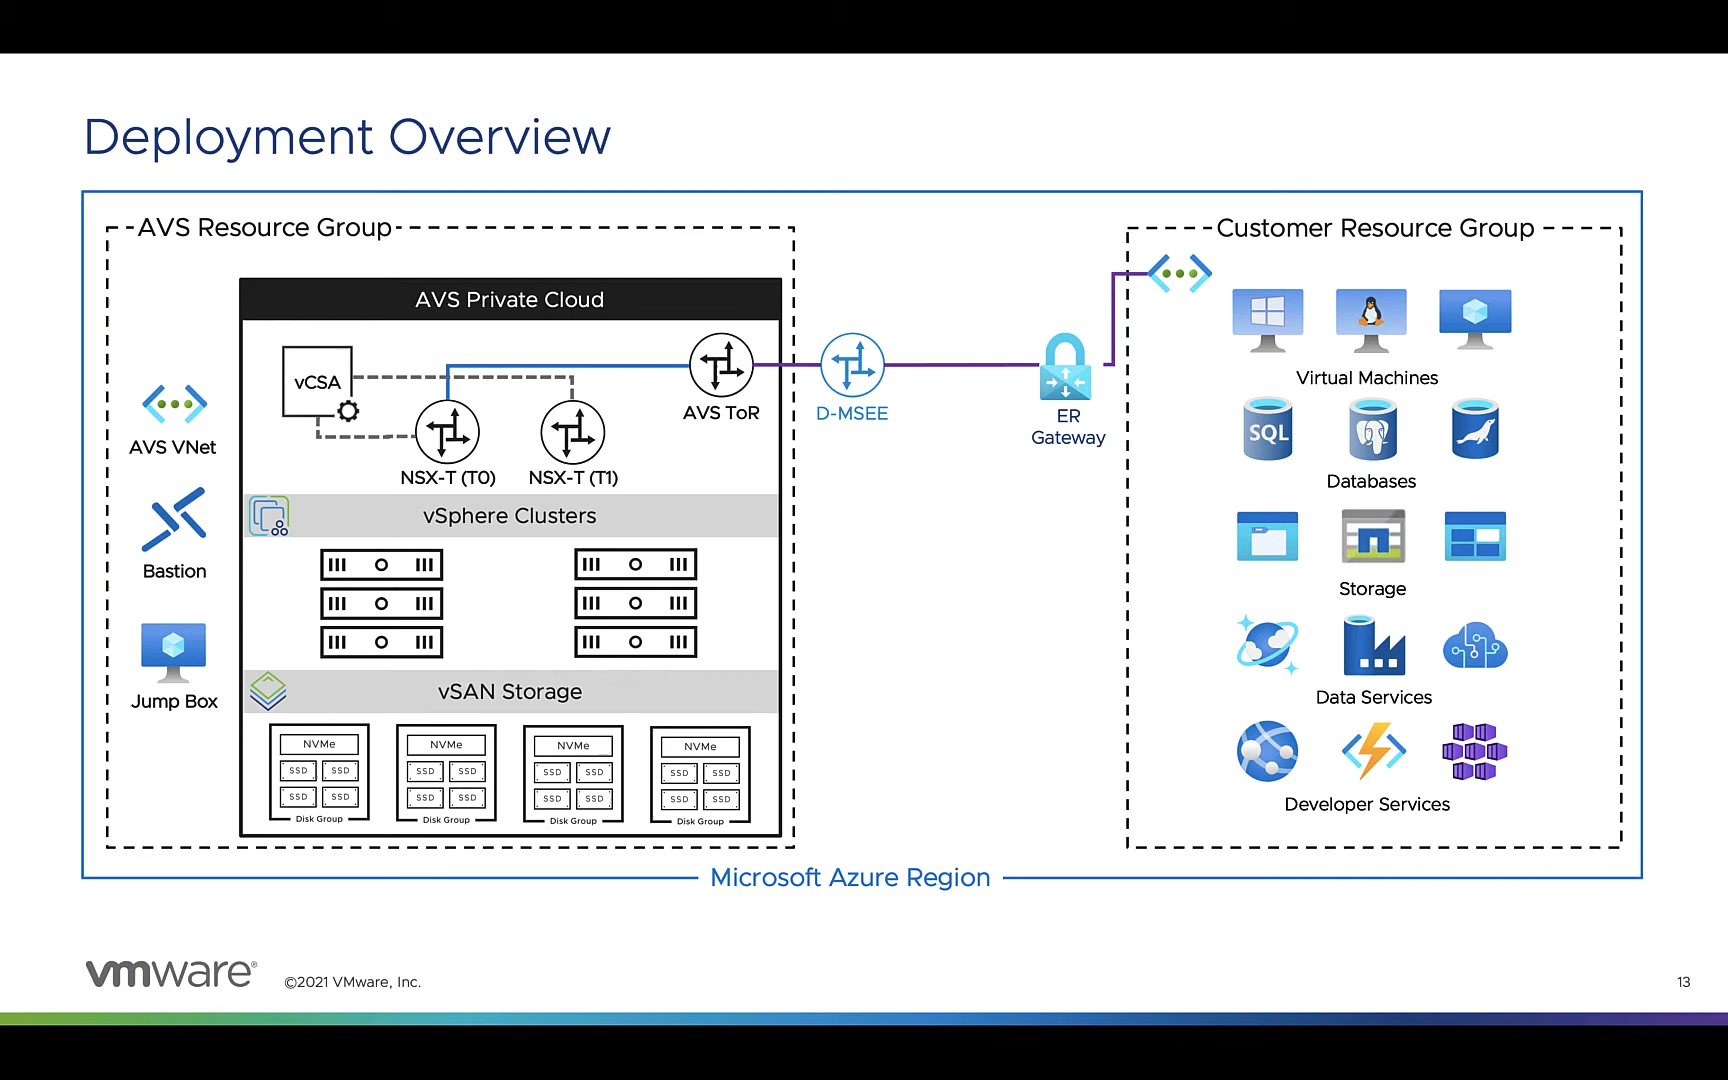 Deployment Overview
AVS Resource Group
Customer Resource Group
AVS Private Cloud
vCSA
AVS ToR
D-MSEE
ER
Gateway
NSX-T (T0)
NSX-T (T1)
AVS VNet
Bastion
Jump Box
vSphere Clusters
vSAN Storage
NVMe
SSD
SSD
SSD
SSD
Disk Group
NVMe
SSD
SSD
SSD
SSD
Disk Group
NVMe
SSD
SSD
SSD
SSD
Disk Group
NVMe
SSD
SSD
SSD
SSD
Disk Group
Virtual Machines
SQL
Databases
Storage
Data Services
Developer Services
Microsoft Azure Region
vmware®
©2021 VMware, Inc.
13